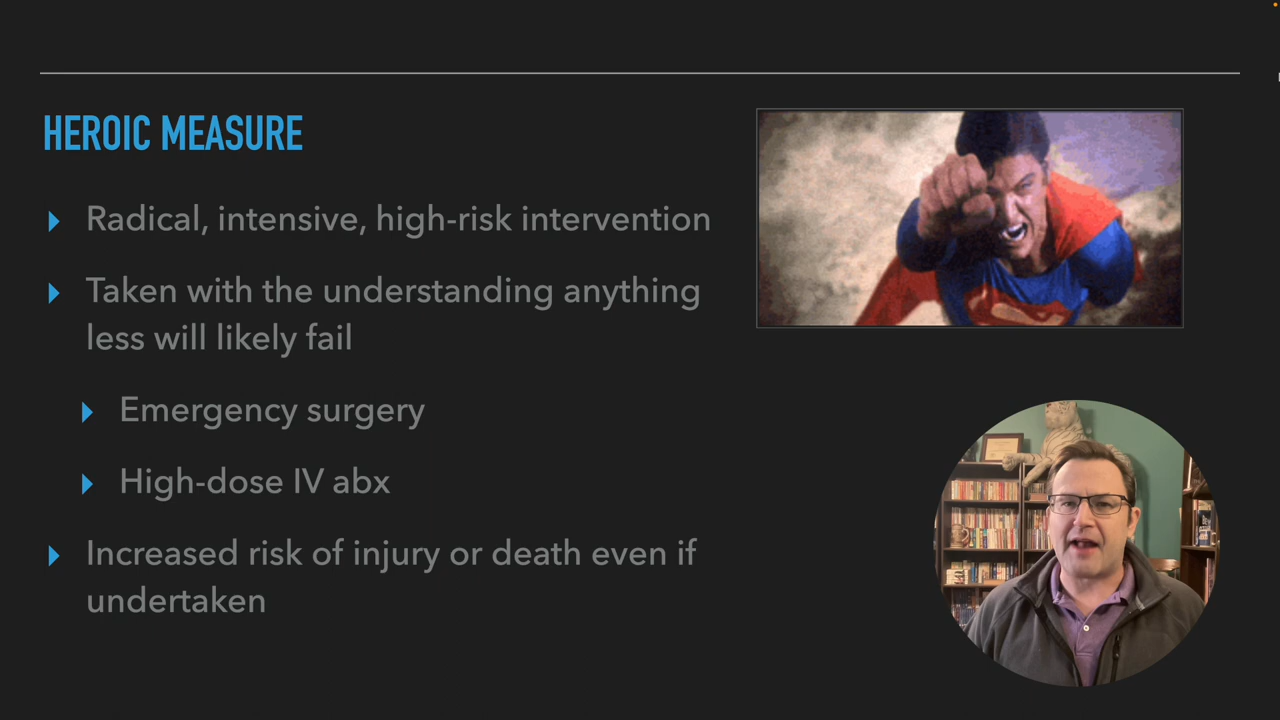 HEROIC MEASURE
Radical, intensive, high-risk intervention
Taken with the understanding anything
less will likely fail
Emergency surgery
High-dose IV abx
Increased risk of injury or death even if
undertaken